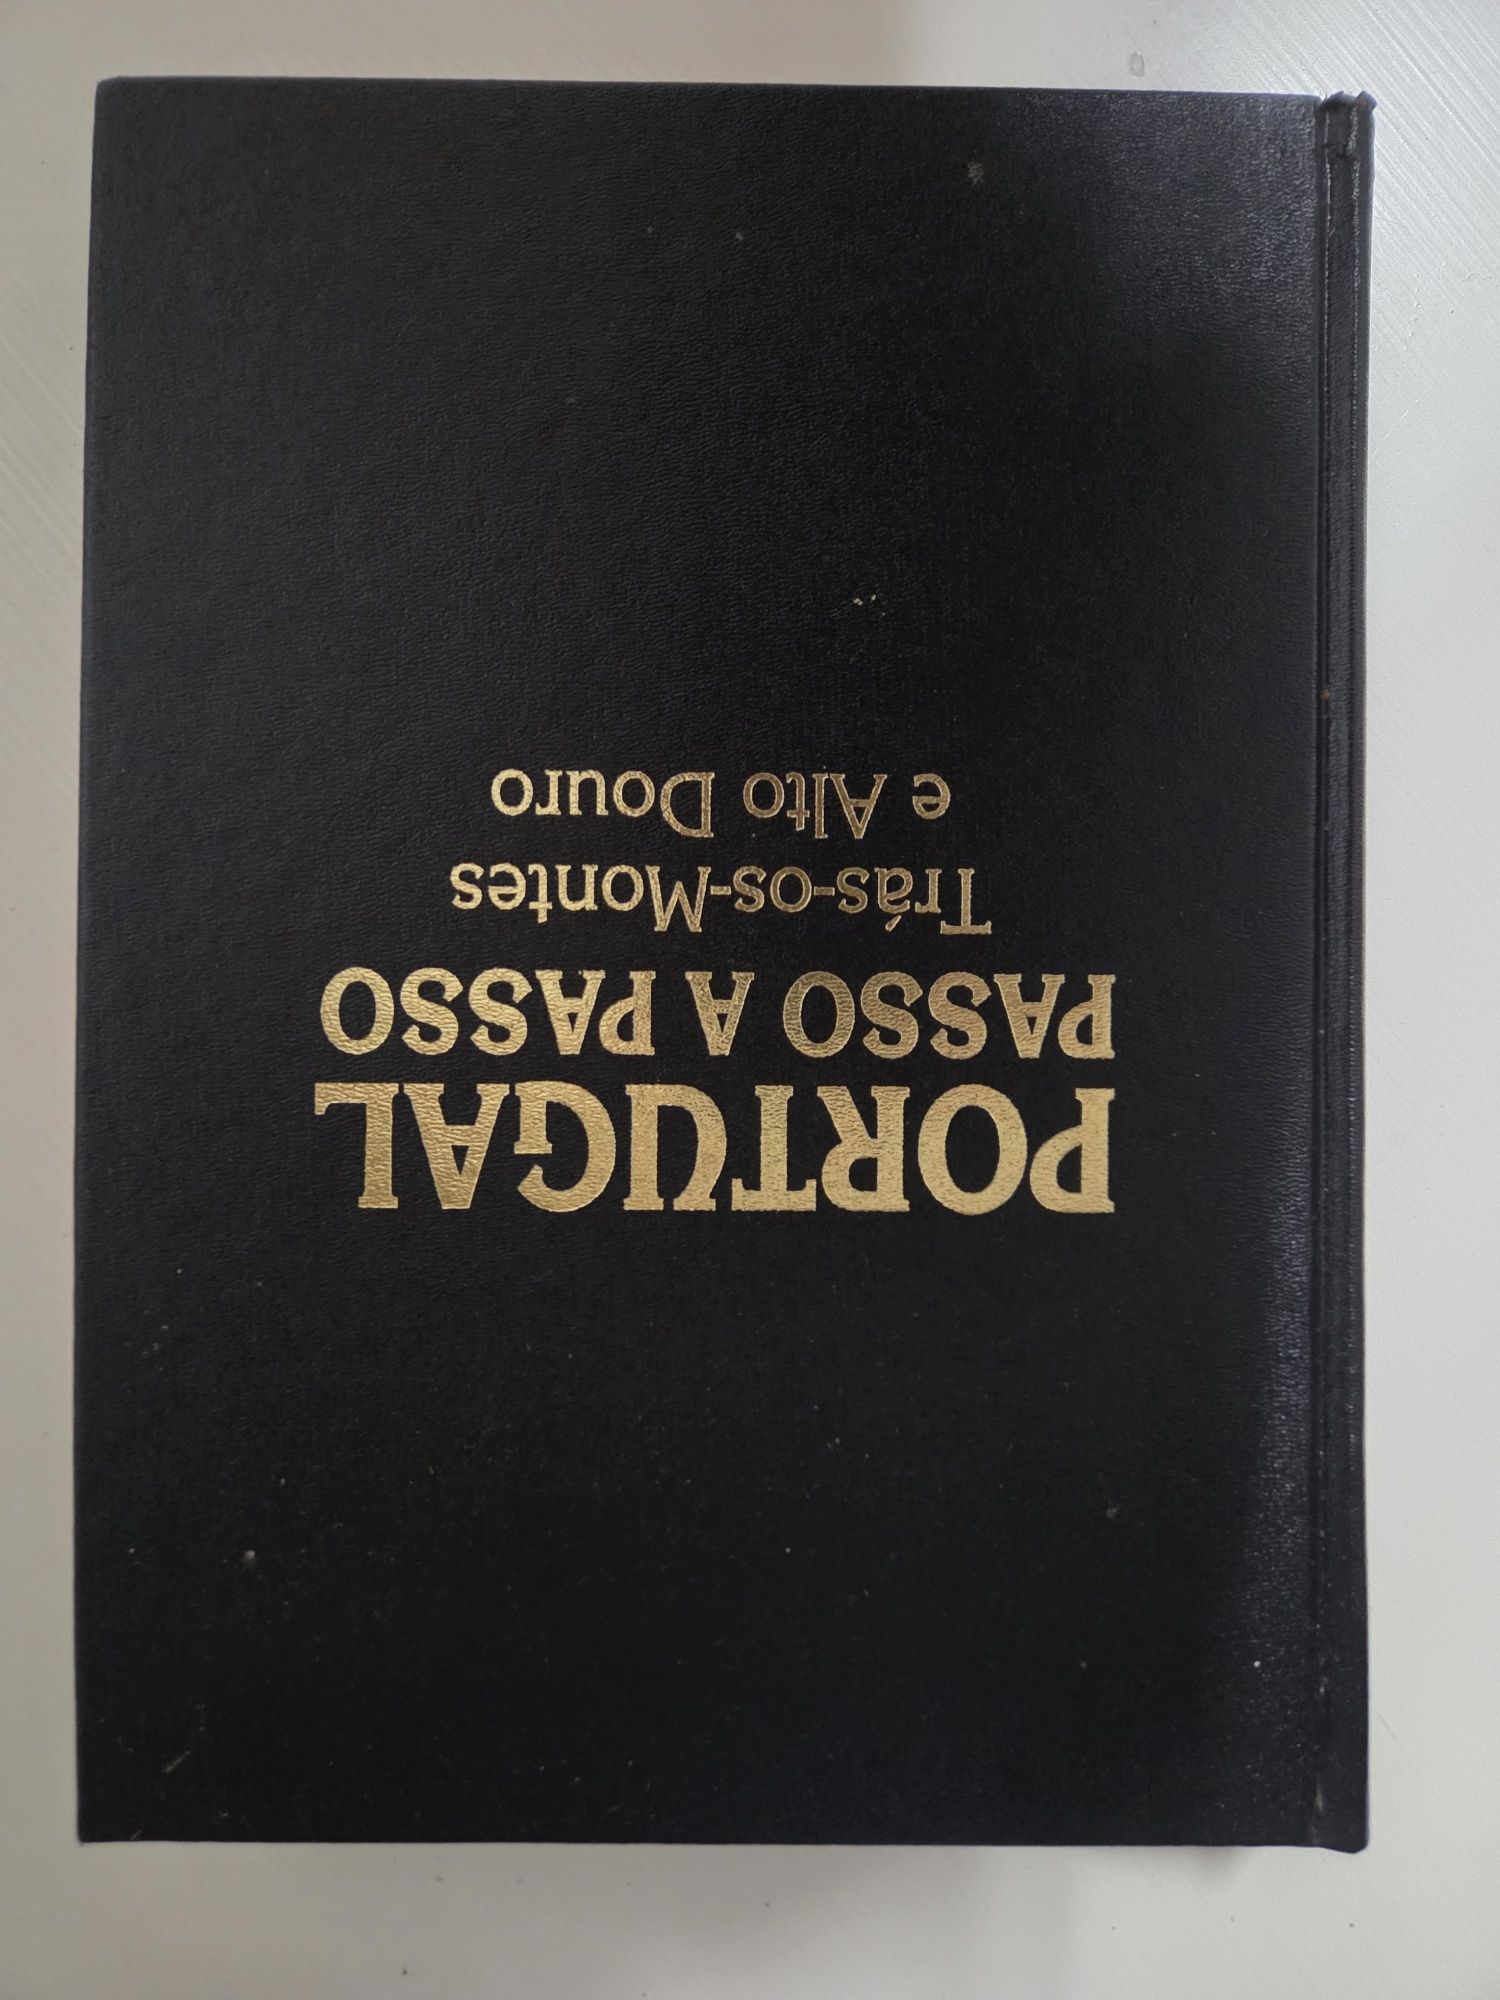 PORTUGAL
PASSO A PASSO
Trás-os-Montes
e Alto Douro